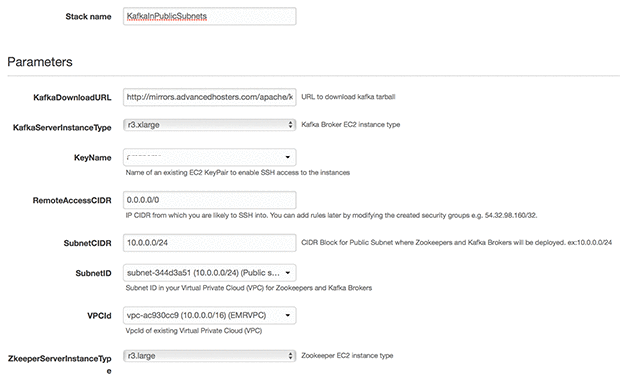 Stack name KafkaInPublicSubnets
Parameters
KafkaDownloadURL http://mirrors.advancedhosters.com/apache/k URL to download kafka tarball
KafkaServerInstanceType r3.xlarge Kafka Broker EC2 instance type
KeyName
Name of an existing EC2 KeyPair to enable SSH access to the instances
RemoteAccessCIDR 0.0.0.0/0
IP CIDR from which you are likely to SSH into. You can add rules later by modifying the created security groups e.g. 54.32.98.160/32.
SubnetCIDR 10.0.0.0/24 CIDR Block for Public Subnet where Zookeepers and Kafka Brokers will be deployed. ex:10.0.0.0/24
SubnetID subnet-344d3a51 (10.0.0.0/24) (Public s...
Subnet ID in your Virtual Private Cloud (VPC) for Zookeepers and Kafka Brokers
VPCId vpc-ac930cc9 (10.0.0.0/16) (EMRVPC)
VpcId of existing Virtual Private Cloud (VPC)
ZkeeperServerInstanceTyp r3.large Zookeeper EC2 instance type
e